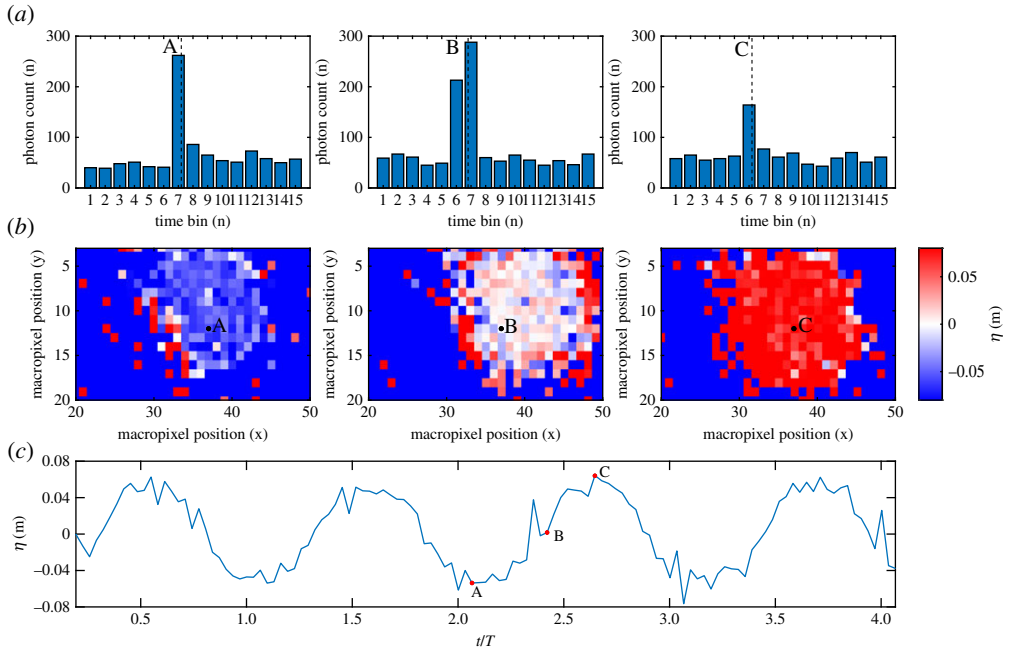 (a)
300 300 300
A B C
200 200 200
100 100 100
0 0 0
photon count (n) photon count (n) photon count (n)
1 2 3 4 5 6 7 8 9 10 11 12 13 14 15 1 2 3 4 5 6 7 8 9 10 11 12 13 14 15 1 2 3 4 5 6 7 8 9 10 11 12 13 14 15
time bin (n) time bin (n) time bin (n)
(b)
5 5 5
10 10 10
15 15 15
20 20 20
macropixel position (y) macropixel position (y) macropixel position (y)
A B C
0.05
0
−0.05
η (m)
20 30 40 50 20 30 40 50 20 30 40 50
macropixel position (x) macropixel position (x) macropixel position (x)
(c)
0.08
0.04
0
−0.04
−0.08
η (m)
C
B
A
0.5 1.0 1.5 2.0 2.5 3.0 3.5 4.0
t/T